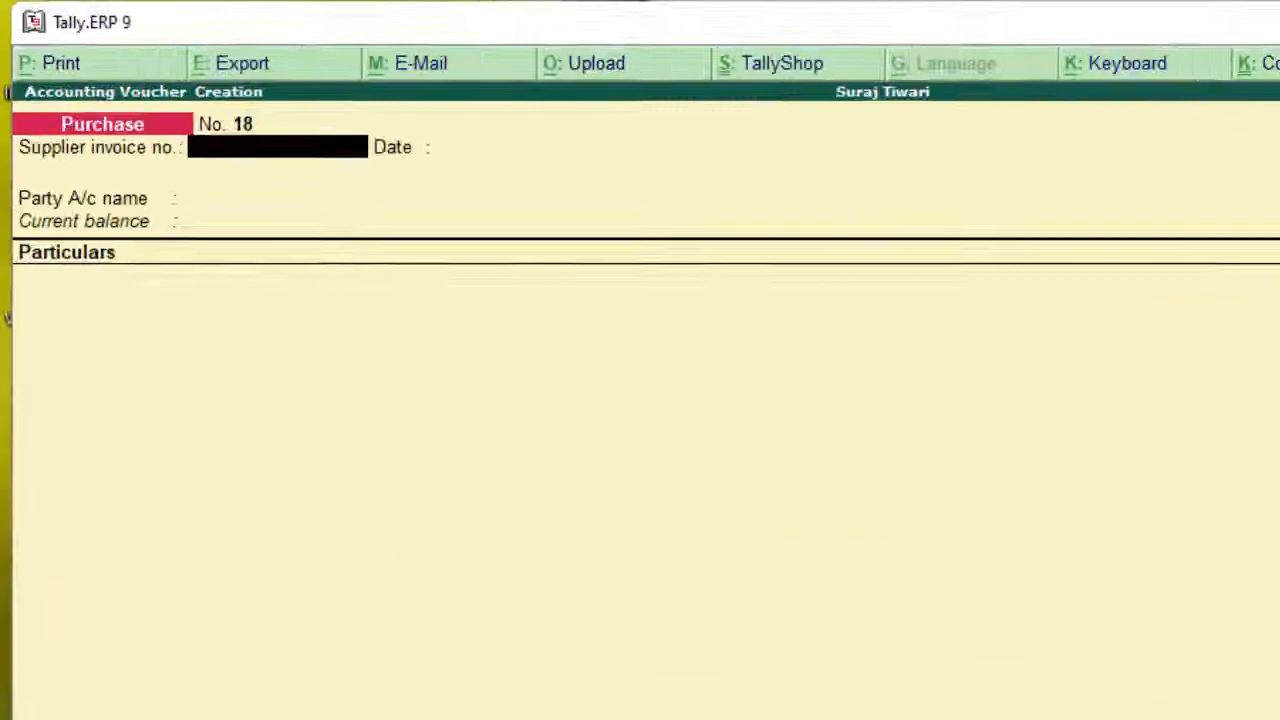 Tally.ERP 9
P: Print E: Export M: E-Mail O: Upload S: TallyShop G: Language K: Keyboard K: Co
Accounting Voucher Creation Suraj Tiwari
Purchase No. 18
Supplier invoice no.: Date :
Party A/c name :
Current balance :
Particulars